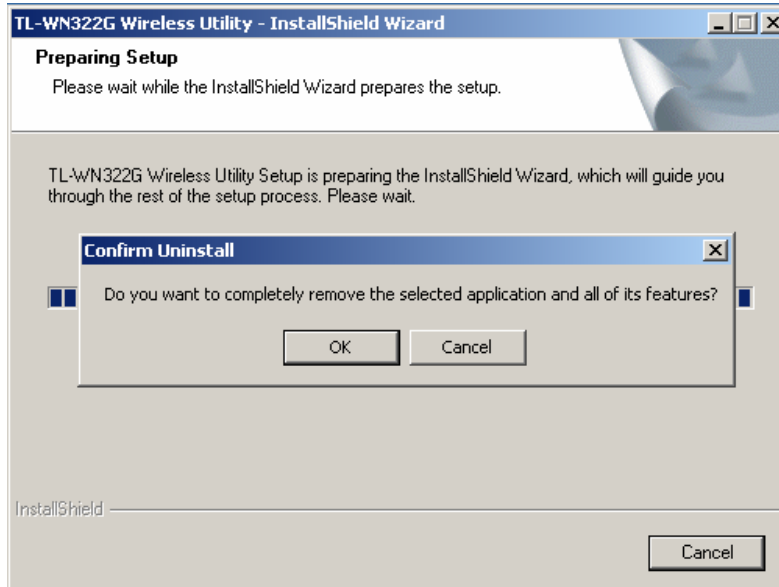 TL-WN322G Wireless Utility - InstallShield Wizard
Preparing Setup
Please wait while the InstallShield Wizard prepares the setup.
TL-WN322G Wireless Utility Setup is preparing the InstallShield Wizard, which will guide you
through the rest of the setup process. Please wait.
Confirm Uninstall
Do you want to completely remove the selected application and all of its features?
OK
Cancel
InstallShield
Cancel